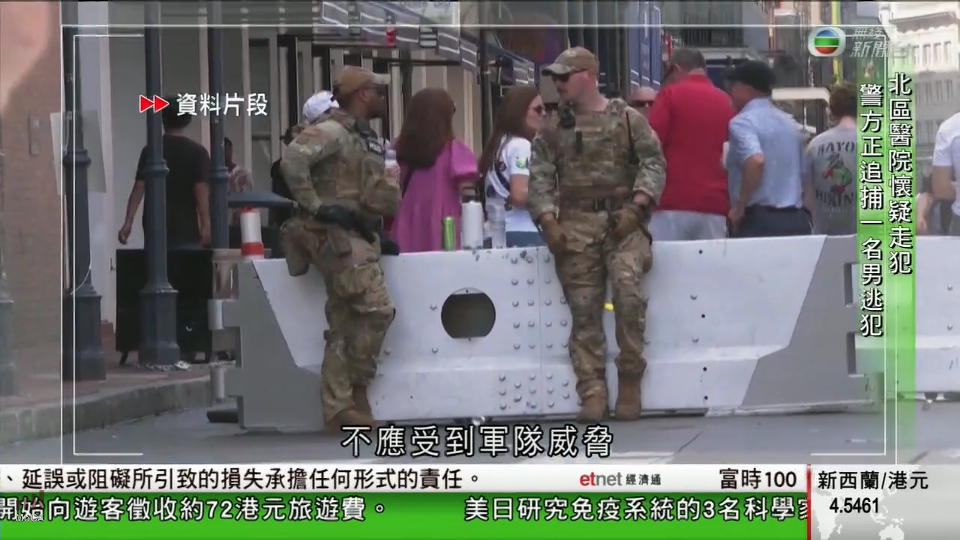 無綫
新聞台
資料片段
北區醫院懷疑走犯
警方正追捕一名男逃犯
BAYOU
不應受到軍隊威脅
、延誤或阻礙所引致的損失承擔任何形式的責任。
etnet 經濟通
富時100
新西蘭/港元
4.5461
開始向遊客徵收約72港元旅遊費。
美日研究免疫系統的3名科學家